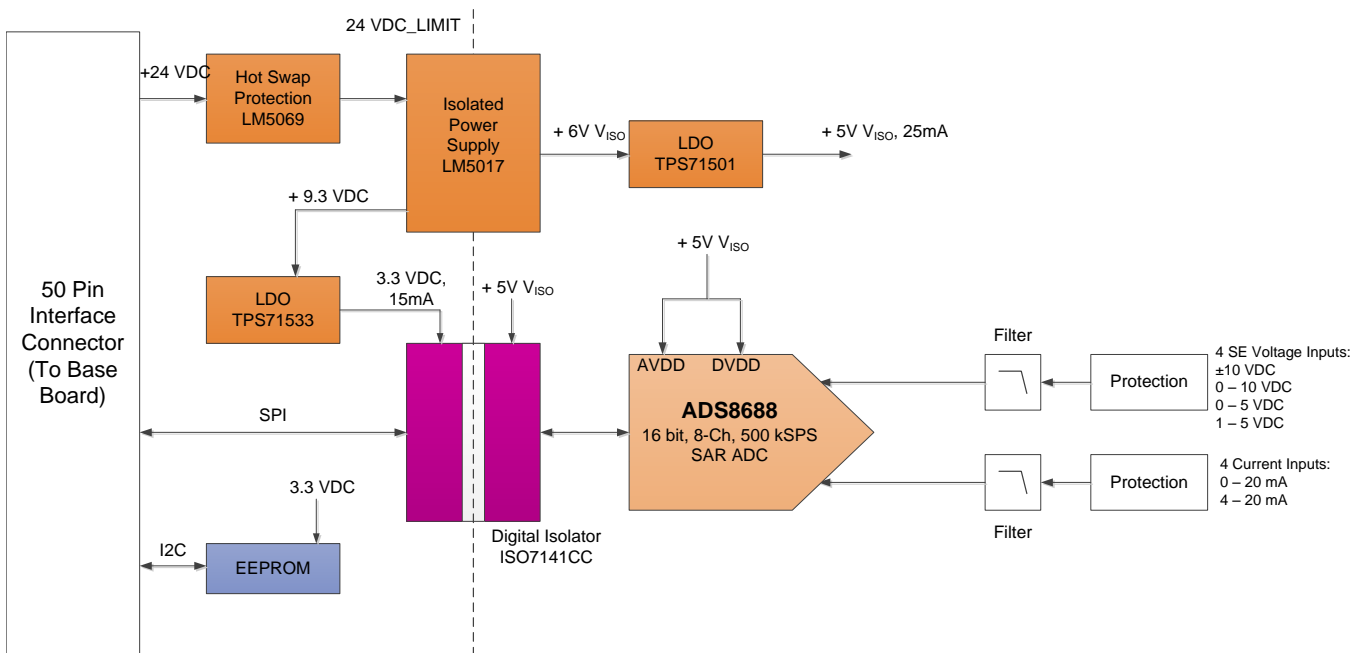 24 VDC_LIMIT
+24 VDC
Hot Swap
Protection
LM5069
Isolated
Power
Supply
LM5017
+ 6V VISO
LDO
TPS71501
+ 5V VISO, 25mA
+ 9.3 VDC
50 Pin
Interface
Connector
(To Base
Board)
LDO
TPS71533
3.3 VDC,
15mA
+ 5V VISO
+ 5V VISO
AVDD
DVDD
ADS8688
16 bit, 8-Ch, 500 kSPS
SAR ADC
Filter
Protection
4 SE Voltage Inputs:
±10 VDC
0 – 10 VDC
0 – 5 VDC
1 – 5 VDC
SPI
Filter
Protection
4 Current Inputs:
0 – 20 mA
4 – 20 mA
3.3 VDC
Digital Isolator
ISO7141CC
I2C
EEPROM